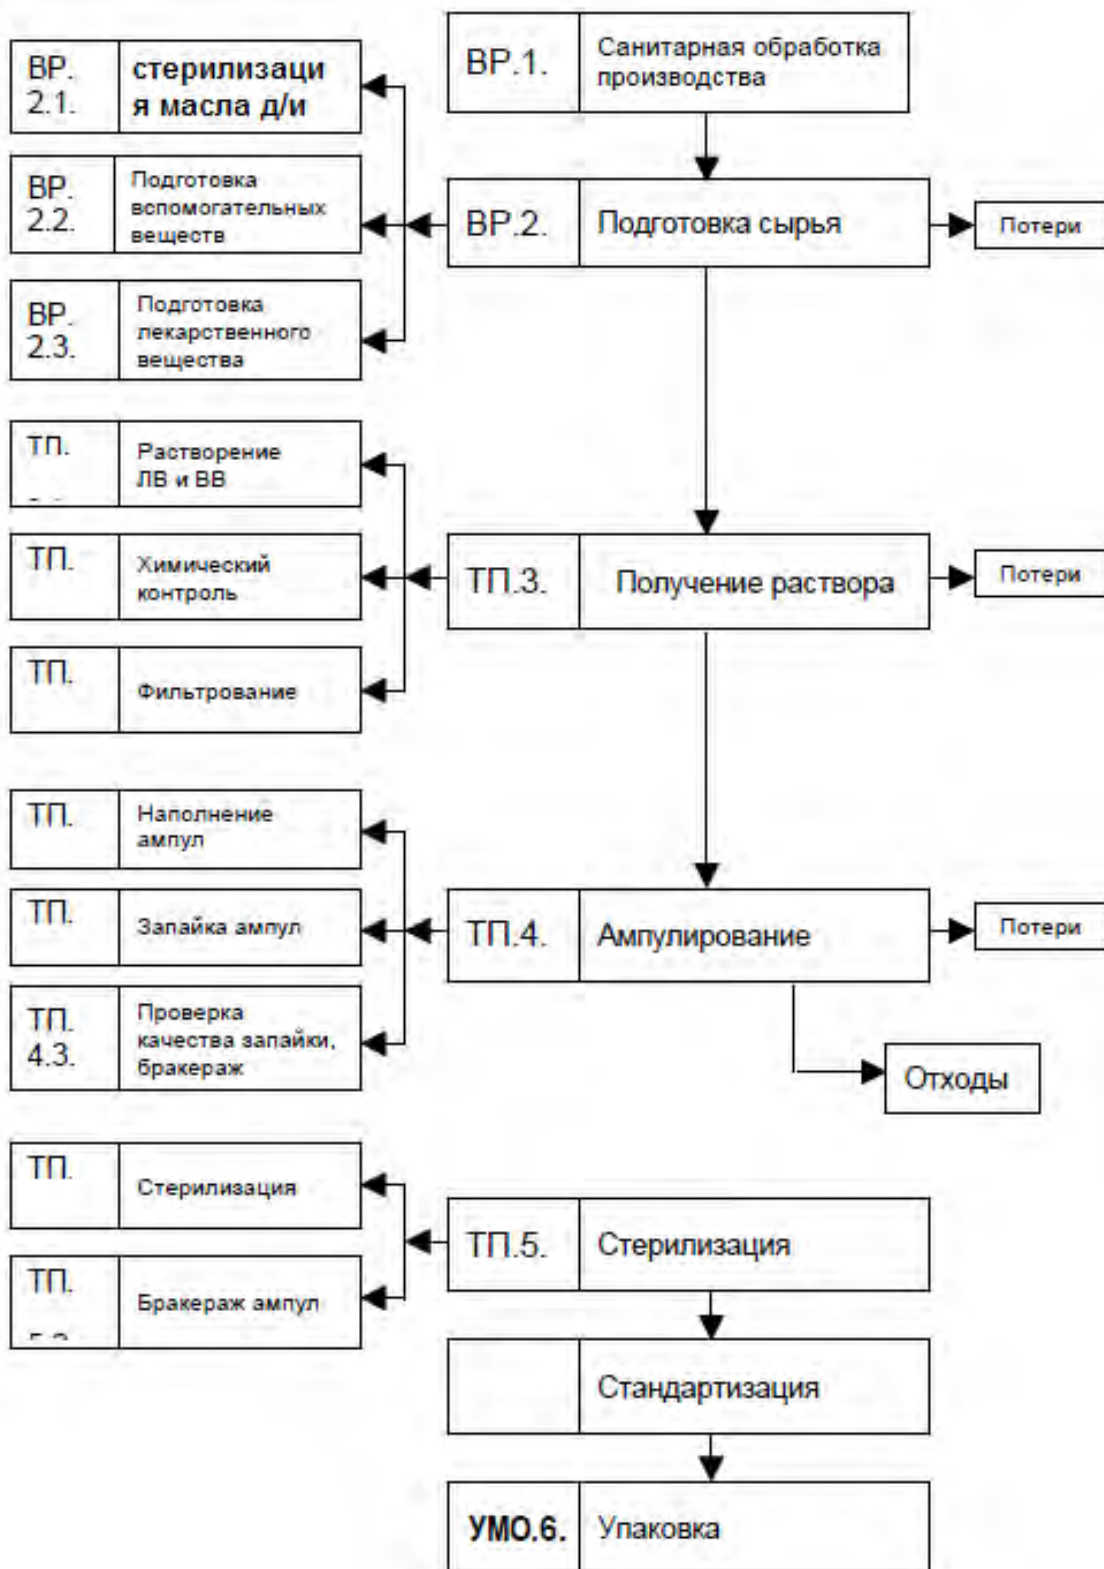 ВР.1.
Санитарная обработка
производства
ВР.
2.1.
стерилизаци
я масла д/и
ВР.
2.2.
Подготовка
вспомогательных
веществ
ВР.2.
Подготовка сырья
Потери
ВР.
2.3.
Подготовка
лекарственного
вещества
ТП.
Растворение
ЛВ и ВВ
ТП.
Химический
контроль
ТП.3.
Получение раствора
Потери
ТП.
Фильтрование
ТП.
Наполнение
ампул
ТП.
Запайка ампул
ТП.4.
Ампулирование
Потери
ТП.
4.3.
Проверка
качества запайки,
бракераж
Отходы
ТП.
Стерилизация
ТП.5.
Стерилизация
ТП.
Бракераж ампул
Стандартизация
УМО.6.
Упаковка